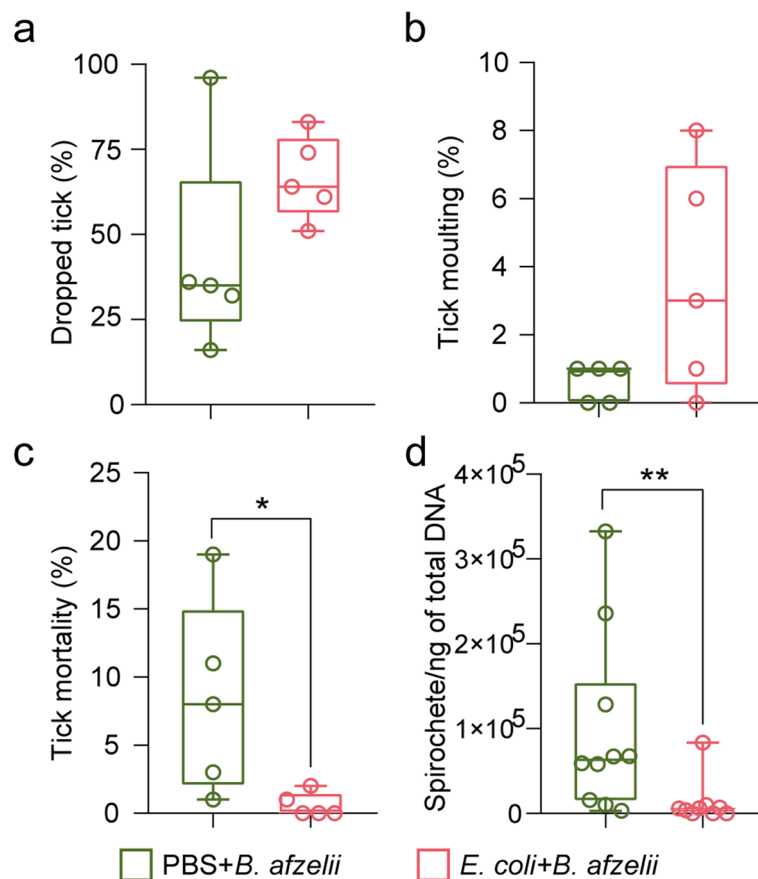 a
Dropped tick (%)
100
75
50
25
0
b
Tick moulting (%)
10
8
6
4
2
0
c
Tick mortality (%)
25
20
15
10
5
0
*
d
Spirochete/ng of total DNA
4×10⁵
3×10⁵
2×10⁵
1×10⁵
0
**
PBS+B. afzelii
E. coli+B. afzelii